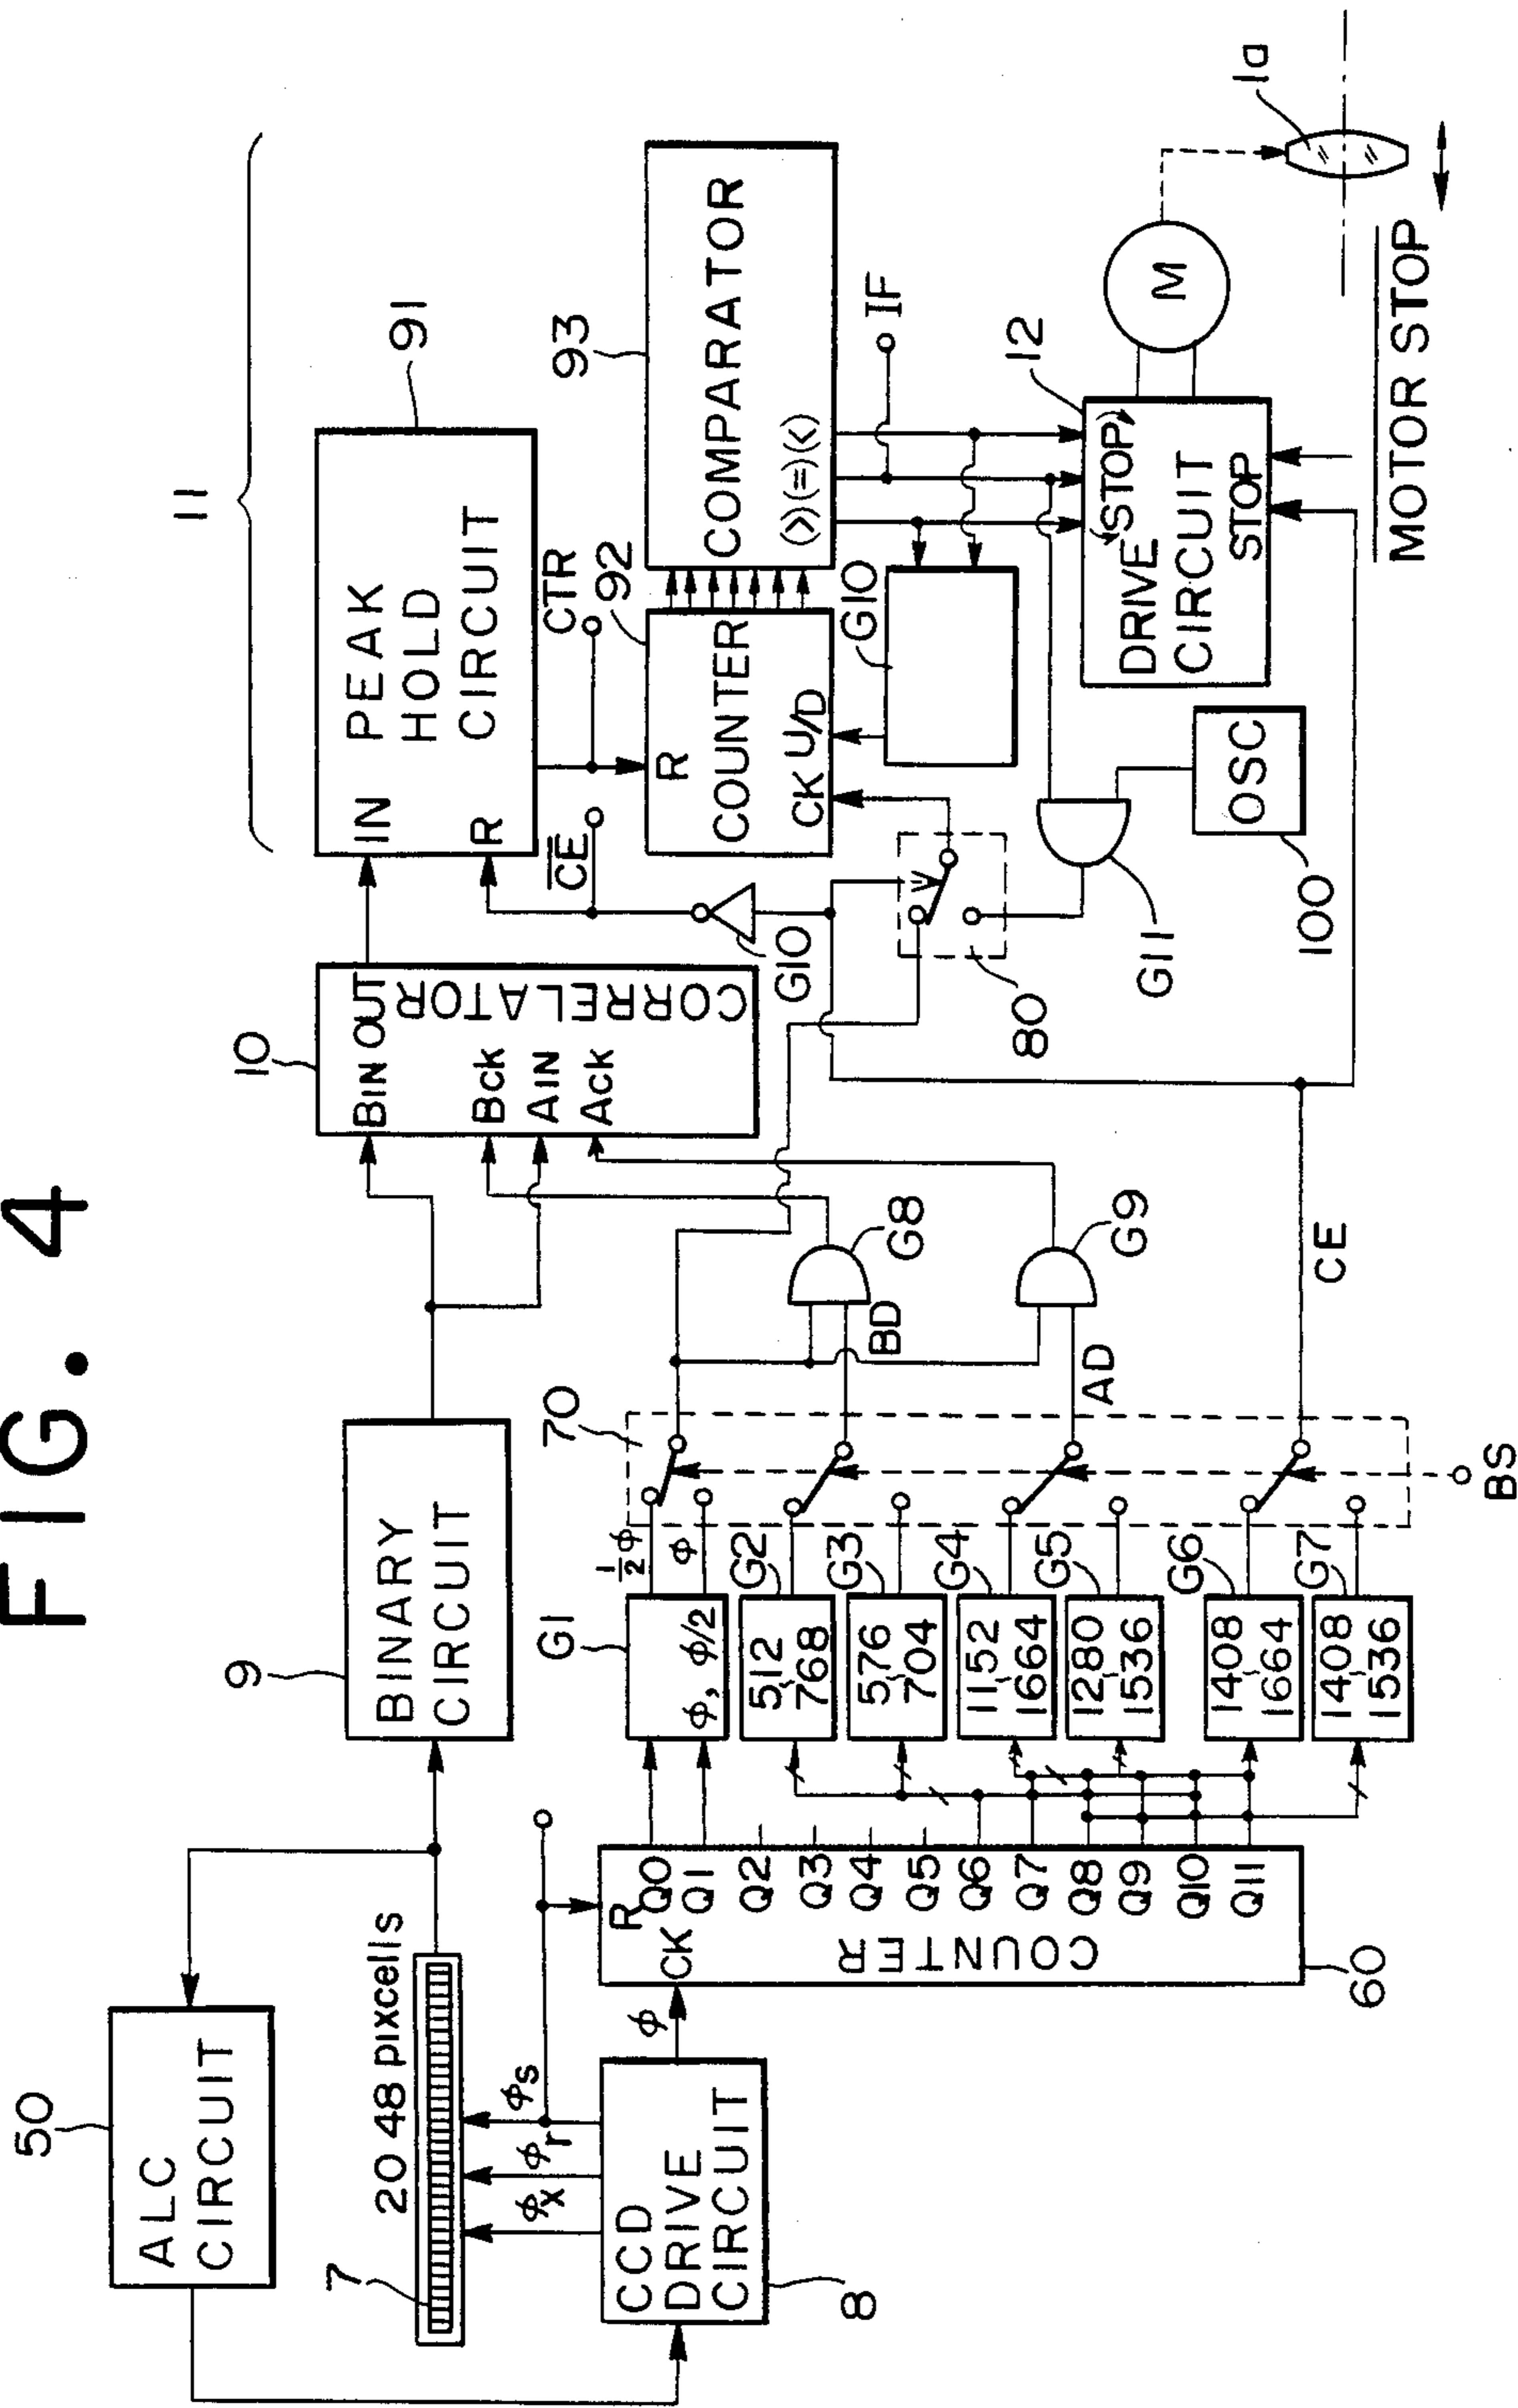 FIG. 4
50
ALC
CIRCUIT
7
2048 pixcells
φx
φr
φs
CCD
DRIVE
CIRCUIT
8
φ
9
BINARY
CIRCUIT
CK
R
Q0
Q1
Q2
Q3
Q4
Q5
Q6
Q7
Q8
Q9
Q10
Q11
COUNTER
60
G1
φ, φ/2
½φ
φ
G2
512
~768
G3
576
~704
G4
1152
~1664
G5
1280
~1536
G6
1408
~1664
G7
1408
~1536
70
BS
BD
G8
AD
G9
CE
10
BIN
OUT
BCK
AIN
ACK
CORRELATOR
G10
CE
80
G11
100
OSC
11
IN
PEAK
HOLD
CIRCUIT
R
91
CTR
92
R
COUNTER
CK U/D
G10
93
COMPARATOR
(>)(=)(<)
IF
12
STOP
DRIVE
CIRCUIT
STOP
MOTOR STOP
M
1a